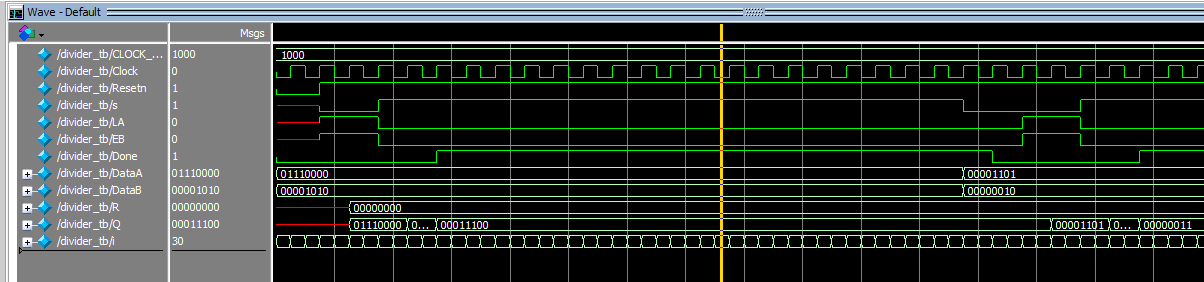 Wave - Default
Msgs
/divider_tb/CLOCK_... 1000 1000
/divider_tb/Clock 0
/divider_tb/Resetn 1
/divider_tb/s 1
/divider_tb/LA 0
/divider_tb/EB 0
/divider_tb/Done 1
/divider_tb/DataA 01110000 01110000 00001101
/divider_tb/DataB 00001010 00001010 00000010
/divider_tb/R 00000000 00000000
/divider_tb/Q 00011100 01110000 0... 00011100 00001101 0... 00000011
/divider_tb/i 30